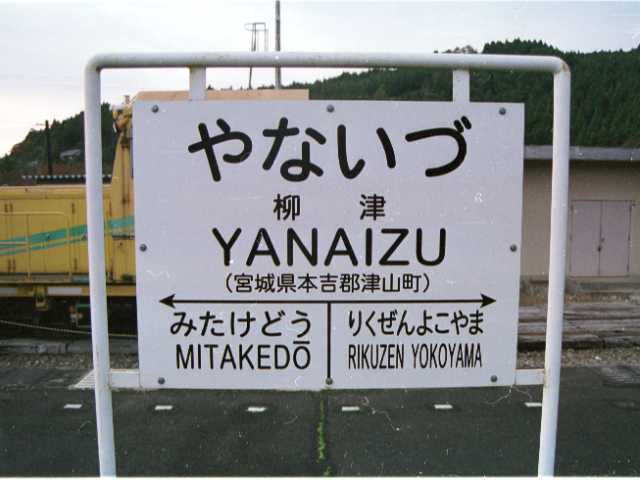 やないづ
柳津
YANAIZU
(宮城県本吉郡津山町)
みたけどう りくぜんよこやま
MITAKEDŌ RIKUZEN YOKOYAMA